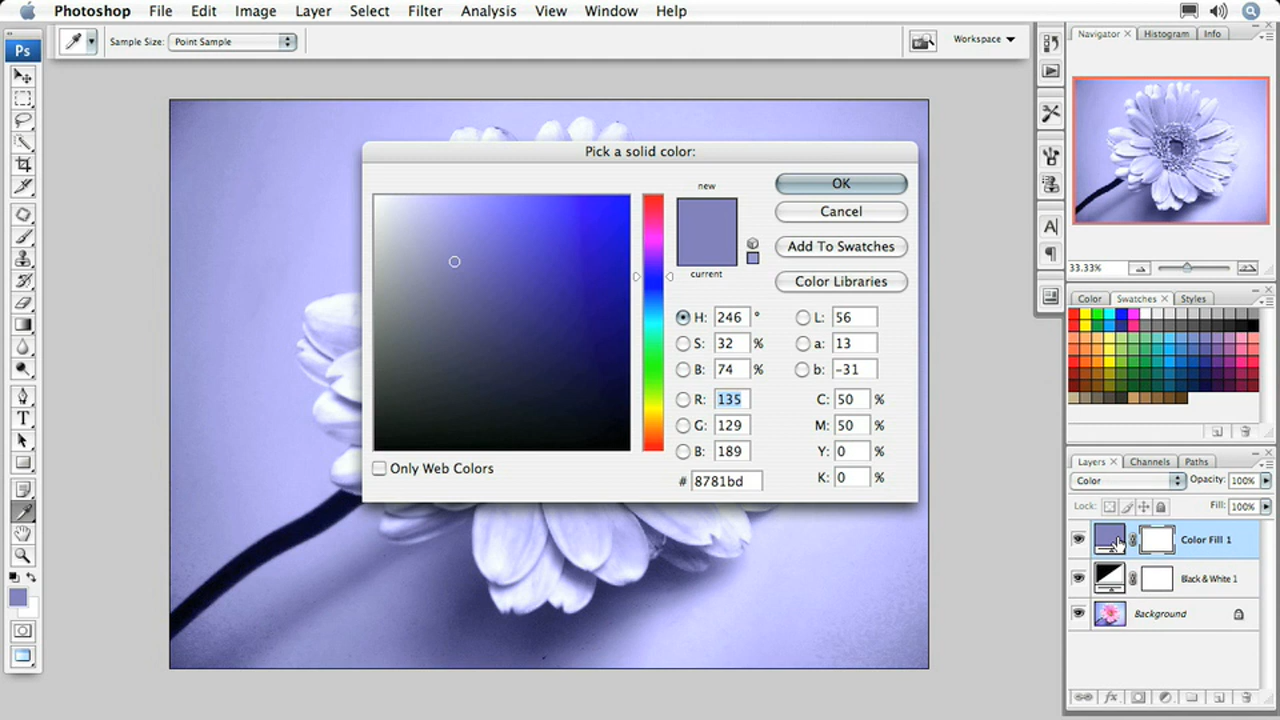 Photoshop File Edit Image Layer Select Filter Analysis View Window Help
Sample Size: Point Sample
Workspace
Ps
Navigator × Histogram Info
33.33%
Color Swatches × Styles
Layers × Channels Paths
Color Opacity: 100%
Lock: Fill: 100%
Color Fill 1
Black & White 1
Background
Pick a solid color:
new
current
OK
Cancel
Add To Swatches
Color Libraries
H: 246 °
S: 32 %
B: 74 %
R: 135
G: 129
B: 189
# 8781bd
L: 56
a: 13
b: -31
C: 50 %
M: 50 %
Y: 0 %
K: 0 %
Only Web Colors
A
T